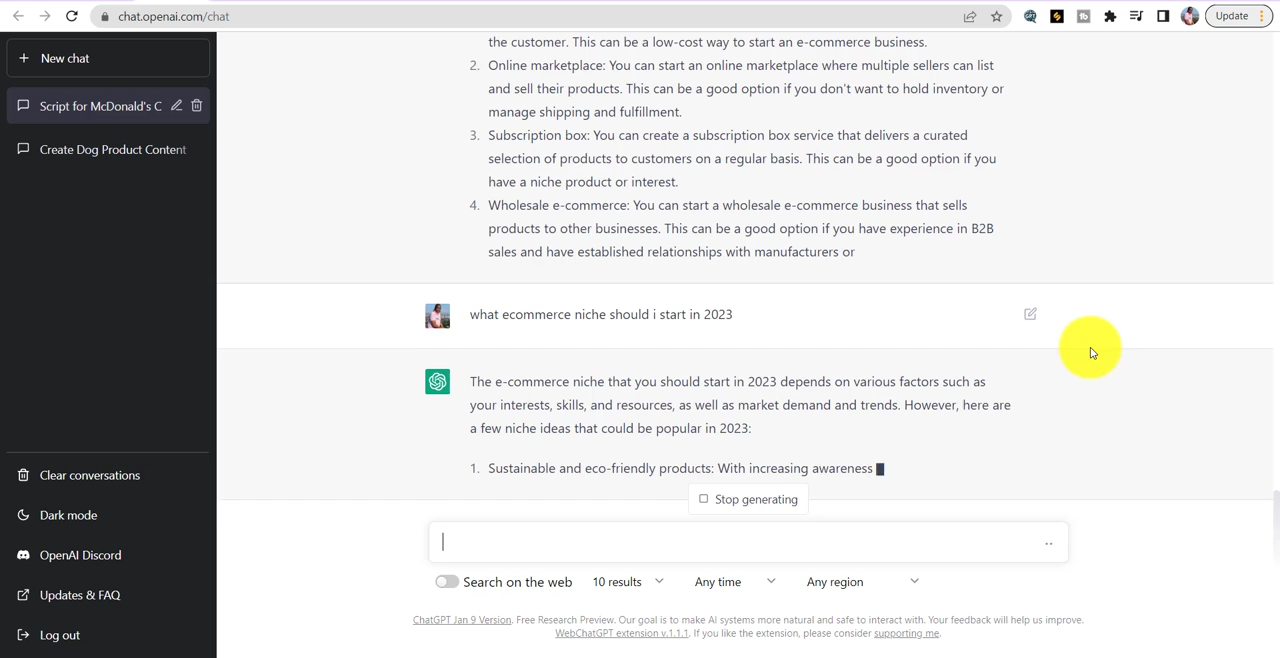 chat.openai.com/chat
Update
New chat
Script for McDonald's C
Create Dog Product Content
the customer. This can be a low-cost way to start an e-commerce business.
2. Online marketplace: You can start an online marketplace where multiple sellers can list
and sell their products. This can be a good option if you don't want to hold inventory or
manage shipping and fulfillment.
3. Subscription box: You can create a subscription box service that delivers a curated
selection of products to customers on a regular basis. This can be a good option if you
have a niche product or interest.
4. Wholesale e-commerce: You can start a wholesale e-commerce business that sells
products to other businesses. This can be a good option if you have experience in B2B
sales and have established relationships with manufacturers or
what ecommerce niche should i start in 2023
The e-commerce niche that you should start in 2023 depends on various factors such as
your interests, skills, and resources, as well as market demand and trends. However, here are
a few niche ideas that could be popular in 2023:
1. Sustainable and eco-friendly products: With increasing awareness
Stop generating
Search on the web 10 results Any time Any region
ChatGPT Jan 9 Version. Free Research Preview. Our goal is to make AI systems more natural and safe to interact with. Your feedback will help us improve.
WebChatGPT extension v.1.1.1. If you like the extension, please consider supporting me.
Clear conversations
Dark mode
OpenAI Discord
Updates & FAQ
Log out